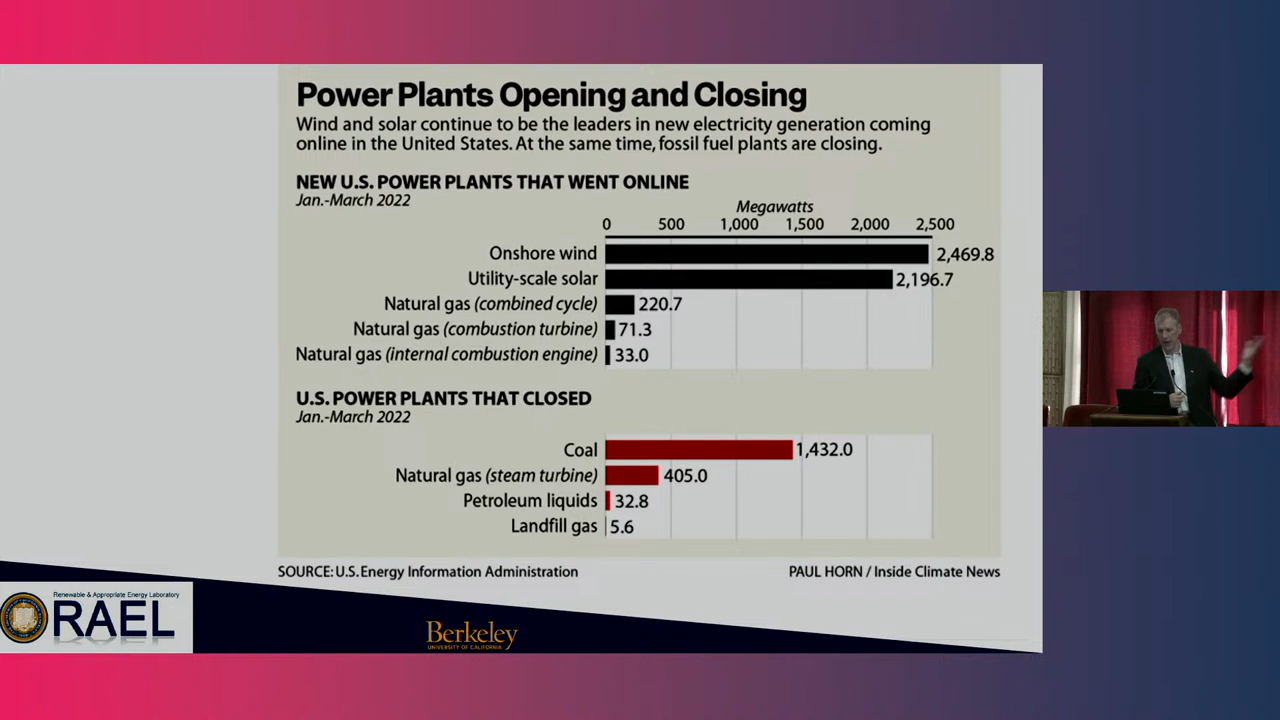 Power Plants Opening and Closing
Wind and solar continue to be the leaders in new electricity generation coming
online in the United States. At the same time, fossil fuel plants are closing.
NEW U.S. POWER PLANTS THAT WENT ONLINE
Jan.-March 2022
Megawatts
0 500 1,000 1,500 2,000 2,500
Onshore wind 2,469.8
Utility-scale solar 2,196.7
Natural gas (combined cycle) 220.7
Natural gas (combustion turbine) 71.3
Natural gas (internal combustion engine) 33.0
U.S. POWER PLANTS THAT CLOSED
Jan.-March 2022
Coal 1,432.0
Natural gas (steam turbine) 405.0
Petroleum liquids 32.8
Landfill gas 5.6
SOURCE: U.S. Energy Information Administration PAUL HORN / Inside Climate News
Renewable & Appropriate Energy Laboratory
RAEL
Berkeley
UNIVERSITY OF CALIFORNIA